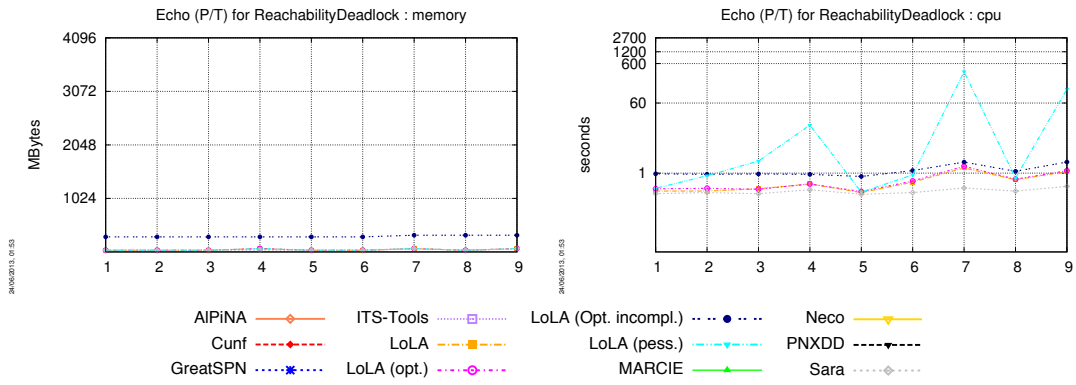 Echo (P/T) for ReachabilityDeadlock : memory
4096
3072
2048
1024
MBytes
1 2 3 4 5 6 7 8 9
24/06/2013, 01:53
Echo (P/T) for ReachabilityDeadlock : cpu
2700
1200
600
60
1
seconds
1 2 3 4 5 6 7 8 9
24/06/2013, 01:53
AlPiNA ITS-Tools LoLA (Opt. incompl.) Neco
Cunf LoLA LoLA (pess.) PNXDD
GreatSPN LoLA (opt.) MARCIE Sara